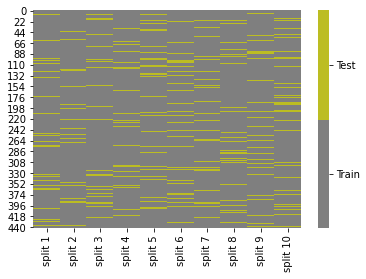 0
22
44
66
88
110
132
154
176
198
220
242
264
286
308
330
352
374
396
418
440
split 1
split 2
split 3
split 4
split 5
split 6
split 7
split 8
split 9
split 10
Test
Train